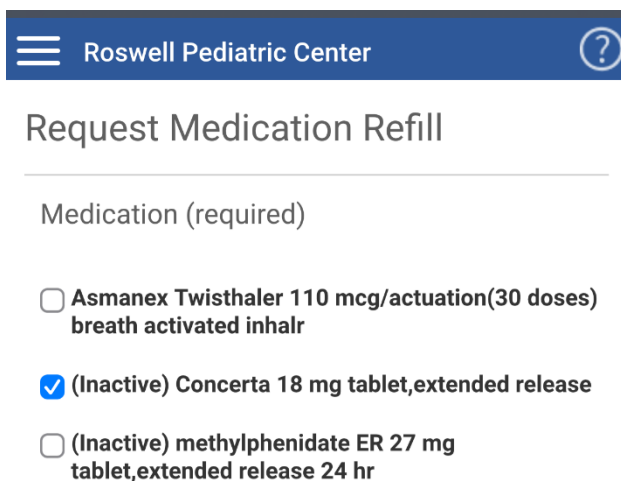 Roswell Pediatric Center ?
Request Medication Refill
Medication (required)
Asmanex Twisthaler 110 mcg/actuation(30 doses)
breath activated inhalr
(Inactive) Concerta 18 mg tablet,extended release
(Inactive) methylphenidate ER 27 mg
tablet,extended release 24 hr